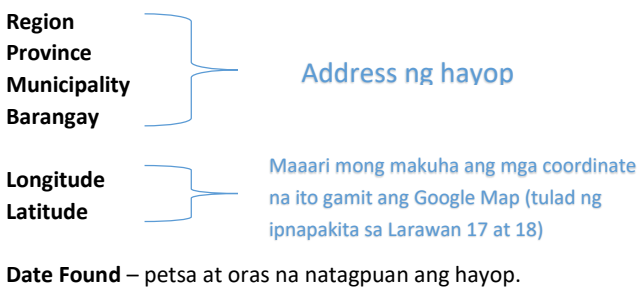 Region
Province
Municipality
Barangay
Address ng hayop
Longitude
Latitude
Maaari mong makuha ang mga coordinate
na ito gamit ang Google Map (tulad ng
ipnapakita sa Larawan 17 at 18)
Date Found – petsa at oras na natagpuan ang hayop.